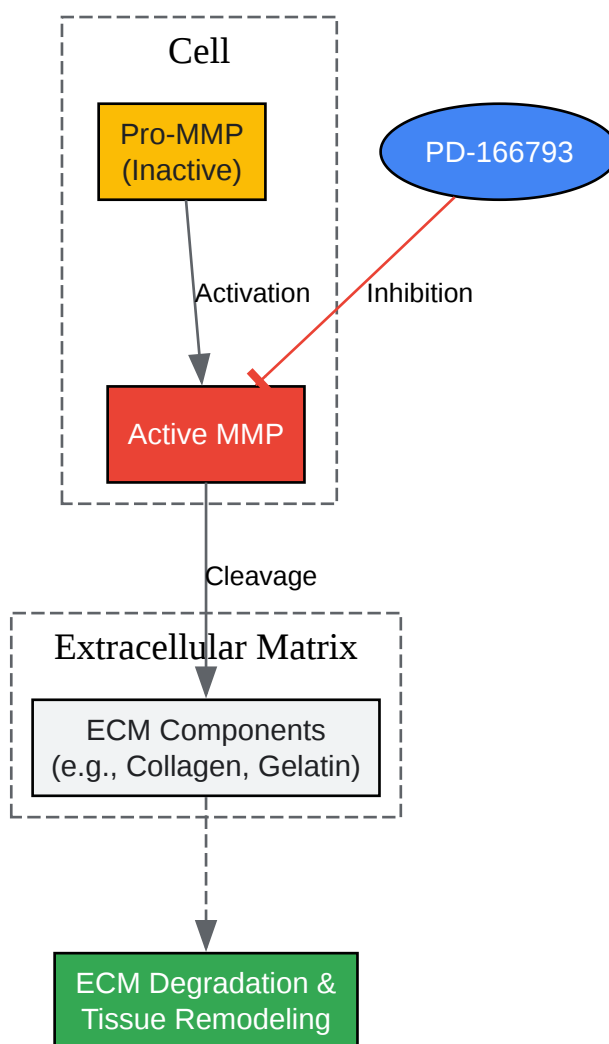 Cell
Pro-MMP
(Inactive)
PD-166793
Activation
Inhibition
Active MMP
Cleavage
Extracellular Matrix
ECM Components
(e.g., Collagen, Gelatin)
ECM Degradation &
Tissue Remodeling